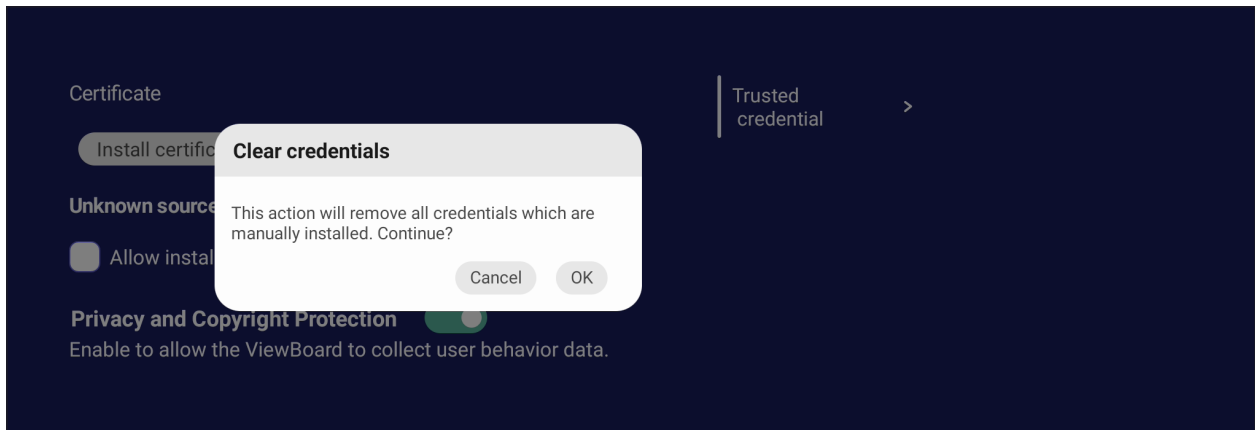 Certificate
Trusted
credential
>
Install certific
Clear credentials
Unknown source
This action will remove all credentials which are
manually installed. Continue?
Allow instal
Cancel
OK
Privacy and Copyright Protection
Enable to allow the ViewBoard to collect user behavior data.